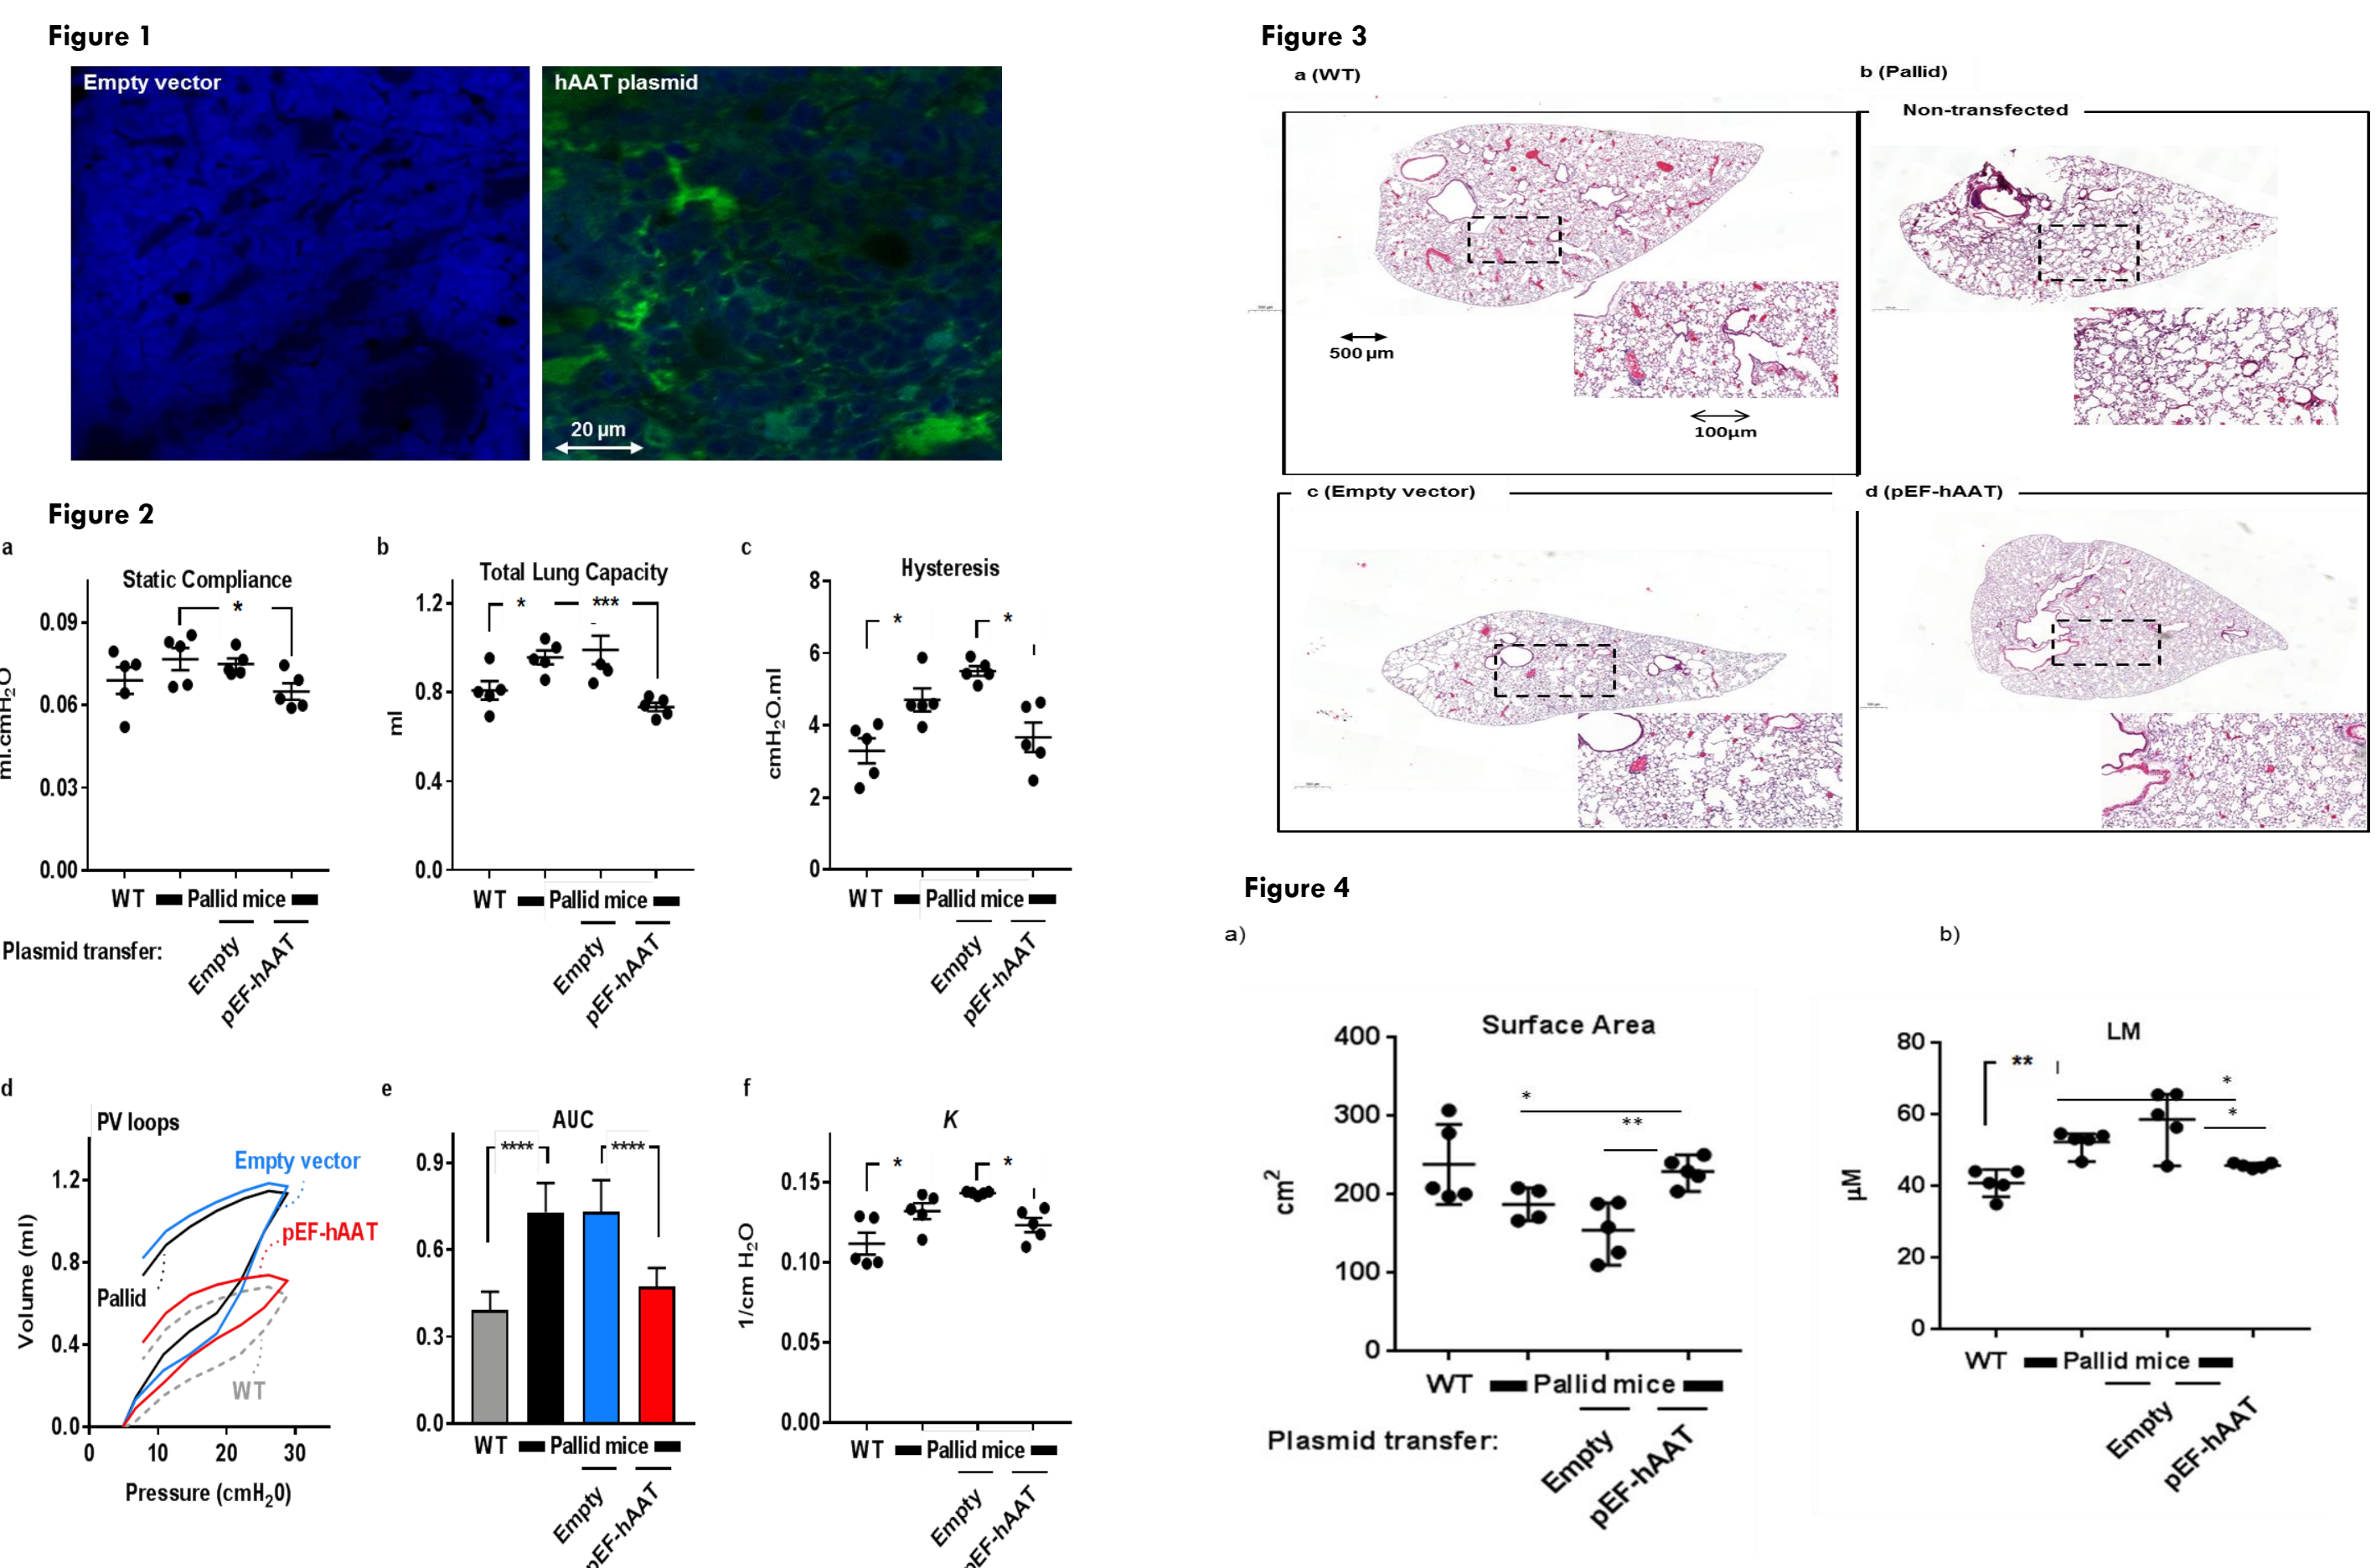 Figure 1
Empty vector
hAAT plasmid
20 µm
Figure 2
a
Static Compliance
*
0.09
0.06
0.03
0.00
ml.cmH2O
WT
Pallid mice
Plasmid transfer:
Empty
pEF-hAAT
b
Total Lung Capacity
* ***
1.2
0.8
0.4
0.0
ml
WT
Pallid mice
Empty
pEF-hAAT
c
Hysteresis
* *
8
6
4
2
0
cmH2O.ml
WT
Pallid mice
Empty
pEF-hAAT
d
PV loops
Empty vector
pEF-hAAT
Pallid
WT
1.2
0.8
0.4
0.0
Volume (ml)
0 10 20 30
Pressure (cmH20)
e
AUC
**** ****
0.9
0.6
0.3
0.0
WT
Pallid mice
Empty
pEF-hAAT
f
K
* *
0.15
0.10
0.05
0.00
1/cm H2O
WT
Pallid mice
Empty
pEF-hAAT
Figure 3
a (WT)
500 µm
100µm
b (Pallid)
Non-transfected
c (Empty vector)
d (pEF-hAAT)
Figure 4
a)
Surface Area
*
**
400
300
200
100
0
cm2
WT
Pallid mice
Plasmid transfer:
Empty
pEF-hAAT
b)
LM
**
*
*
80
60
40
20
0
µM
WT
Pallid mice
Empty
pEF-hAAT